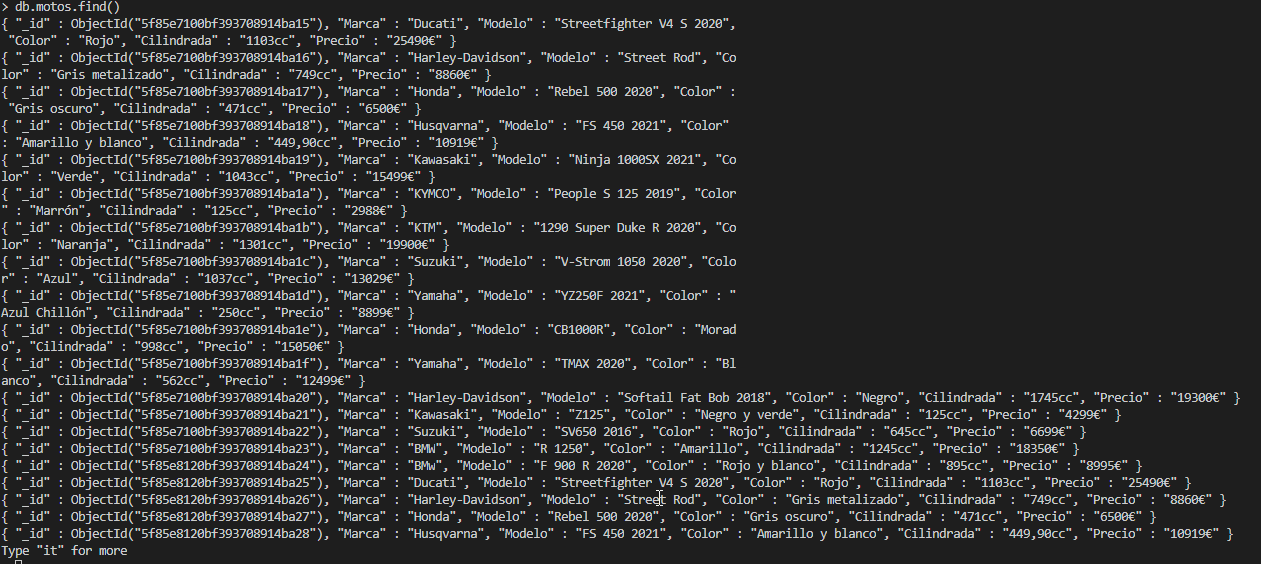 > db.motos.find()
{ "_id" : ObjectId("5f85e7100bf393708914ba15"), "Marca" : "Ducati", "Modelo" : "Streetfighter V4 S 2020",
 "Color" : "Rojo", "Cilindrada" : "1103cc", "Precio" : "25490€" }
{ "_id" : ObjectId("5f85e7100bf393708914ba16"), "Marca" : "Harley-Davidson", "Modelo" : "Street Rod", "Co
lor" : "Gris metalizado", "Cilindrada" : "749cc", "Precio" : "8860€" }
{ "_id" : ObjectId("5f85e7100bf393708914ba17"), "Marca" : "Honda", "Modelo" : "Rebel 500 2020", "Color" :
 "Gris oscuro", "Cilindrada" : "471cc", "Precio" : "6500€" }
{ "_id" : ObjectId("5f85e7100bf393708914ba18"), "Marca" : "Husqvarna", "Modelo" : "FS 450 2021", "Color"
: "Amarillo y blanco", "Cilindrada" : "449,90cc", "Precio" : "10919€" }
{ "_id" : ObjectId("5f85e7100bf393708914ba19"), "Marca" : "Kawasaki", "Modelo" : "Ninja 1000SX 2021", "Co
lor" : "Verde", "Cilindrada" : "1043cc", "Precio" : "15499€" }
{ "_id" : ObjectId("5f85e7100bf393708914ba1a"), "Marca" : "KYMCO", "Modelo" : "People S 125 2019", "Color
" : "Marrón", "Cilindrada" : "125cc", "Precio" : "2988€" }
{ "_id" : ObjectId("5f85e7100bf393708914ba1b"), "Marca" : "KTM", "Modelo" : "1290 Super Duke R 2020", "Co
lor" : "Naranja", "Cilindrada" : "1301cc", "Precio" : "19900€" }
{ "_id" : ObjectId("5f85e7100bf393708914ba1c"), "Marca" : "Suzuki", "Modelo" : "V-Strom 1050 2020", "Colo
r" : "Azul", "Cilindrada" : "1037cc", "Precio" : "13029€" }
{ "_id" : ObjectId("5f85e7100bf393708914ba1d"), "Marca" : "Yamaha", "Modelo" : "YZ250F 2021", "Color" : "
Azul Chillón", "Cilindrada" : "250cc", "Precio" : "8899€" }
{ "_id" : ObjectId("5f85e7100bf393708914ba1e"), "Marca" : "Honda", "Modelo" : "CB1000R", "Color" : "Morad
o", "Cilindrada" : "998cc", "Precio" : "15050€" }
{ "_id" : ObjectId("5f85e7100bf393708914ba1f"), "Marca" : "Yamaha", "Modelo" : "TMAX 2020", "Color" : "Bl
anco", "Cilindrada" : "562cc", "Precio" : "12499€" }
{ "_id" : ObjectId("5f85e7100bf393708914ba20"), "Marca" : "Harley-Davidson", "Modelo" : "Softail Fat Bob 2018", "Color" : "Negro", "Cilindrada" : "1745cc", "Precio" : "19300€" }
{ "_id" : ObjectId("5f85e7100bf393708914ba21"), "Marca" : "Kawasaki", "Modelo" : "Z125", "Color" : "Negro y verde", "Cilindrada" : "125cc", "Precio" : "4299€" }
{ "_id" : ObjectId("5f85e7100bf393708914ba22"), "Marca" : "Suzuki", "Modelo" : "SV650 2016", "Color" : "Rojo", "Cilindrada" : "645cc", "Precio" : "6699€" }
{ "_id" : ObjectId("5f85e7100bf393708914ba23"), "Marca" : "BMW", "Modelo" : "R 1250", "Color" : "Amarillo", "Cilindrada" : "1245cc", "Precio" : "18350€" }
{ "_id" : ObjectId("5f85e8120bf393708914ba24"), "Marca" : "BMW", "Modelo" : "F 900 R 2020", "Color" : "Rojo y blanco", "Cilindrada" : "895cc", "Precio" : "8995€" }
{ "_id" : ObjectId("5f85e8120bf393708914ba25"), "Marca" : "Ducati", "Modelo" : "Streetfighter V4 S 2020", "Color" : "Rojo", "Cilindrada" : "1103cc", "Precio" : "25490€" }
{ "_id" : ObjectId("5f85e8120bf393708914ba26"), "Marca" : "Harley-Davidson", "Modelo" : "Street Rod", "Color" : "Gris metalizado", "Cilindrada" : "749cc", "Precio" : "8860€" }
{ "_id" : ObjectId("5f85e8120bf393708914ba27"), "Marca" : "Honda", "Modelo" : "Rebel 500 2020", "Color" : "Gris oscuro", "Cilindrada" : "471cc", "Precio" : "6500€" }
{ "_id" : ObjectId("5f85e8120bf393708914ba28"), "Marca" : "Husqvarna", "Modelo" : "FS 450 2021", "Color" : "Amarillo y blanco", "Cilindrada" : "449,90cc", "Precio" : "10919€" }
Type "it" for more